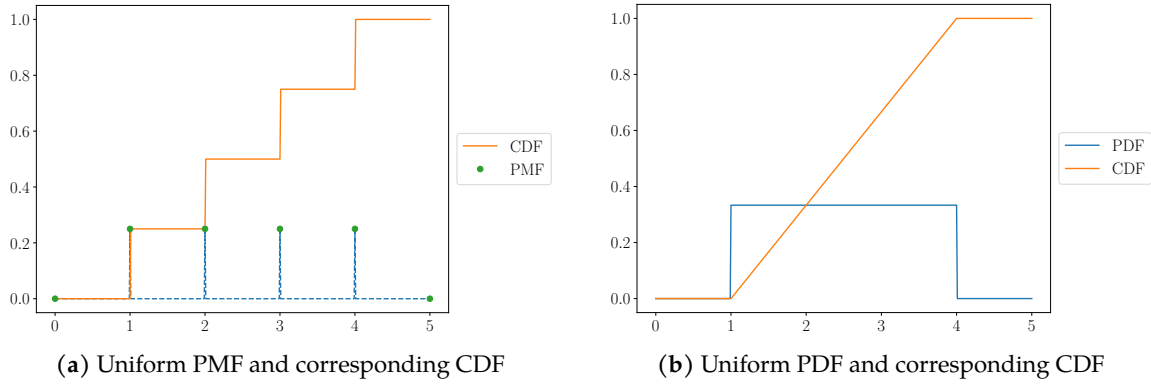 1.0
0.8
0.6
0.4
0.2
0.0
0 1 2 3 4 5
CDF
PMF
(a) Uniform PMF and corresponding CDF
1.0
0.8
0.6
0.4
0.2
0.0
0 1 2 3 4 5
PDF
CDF
(b) Uniform PDF and corresponding CDF